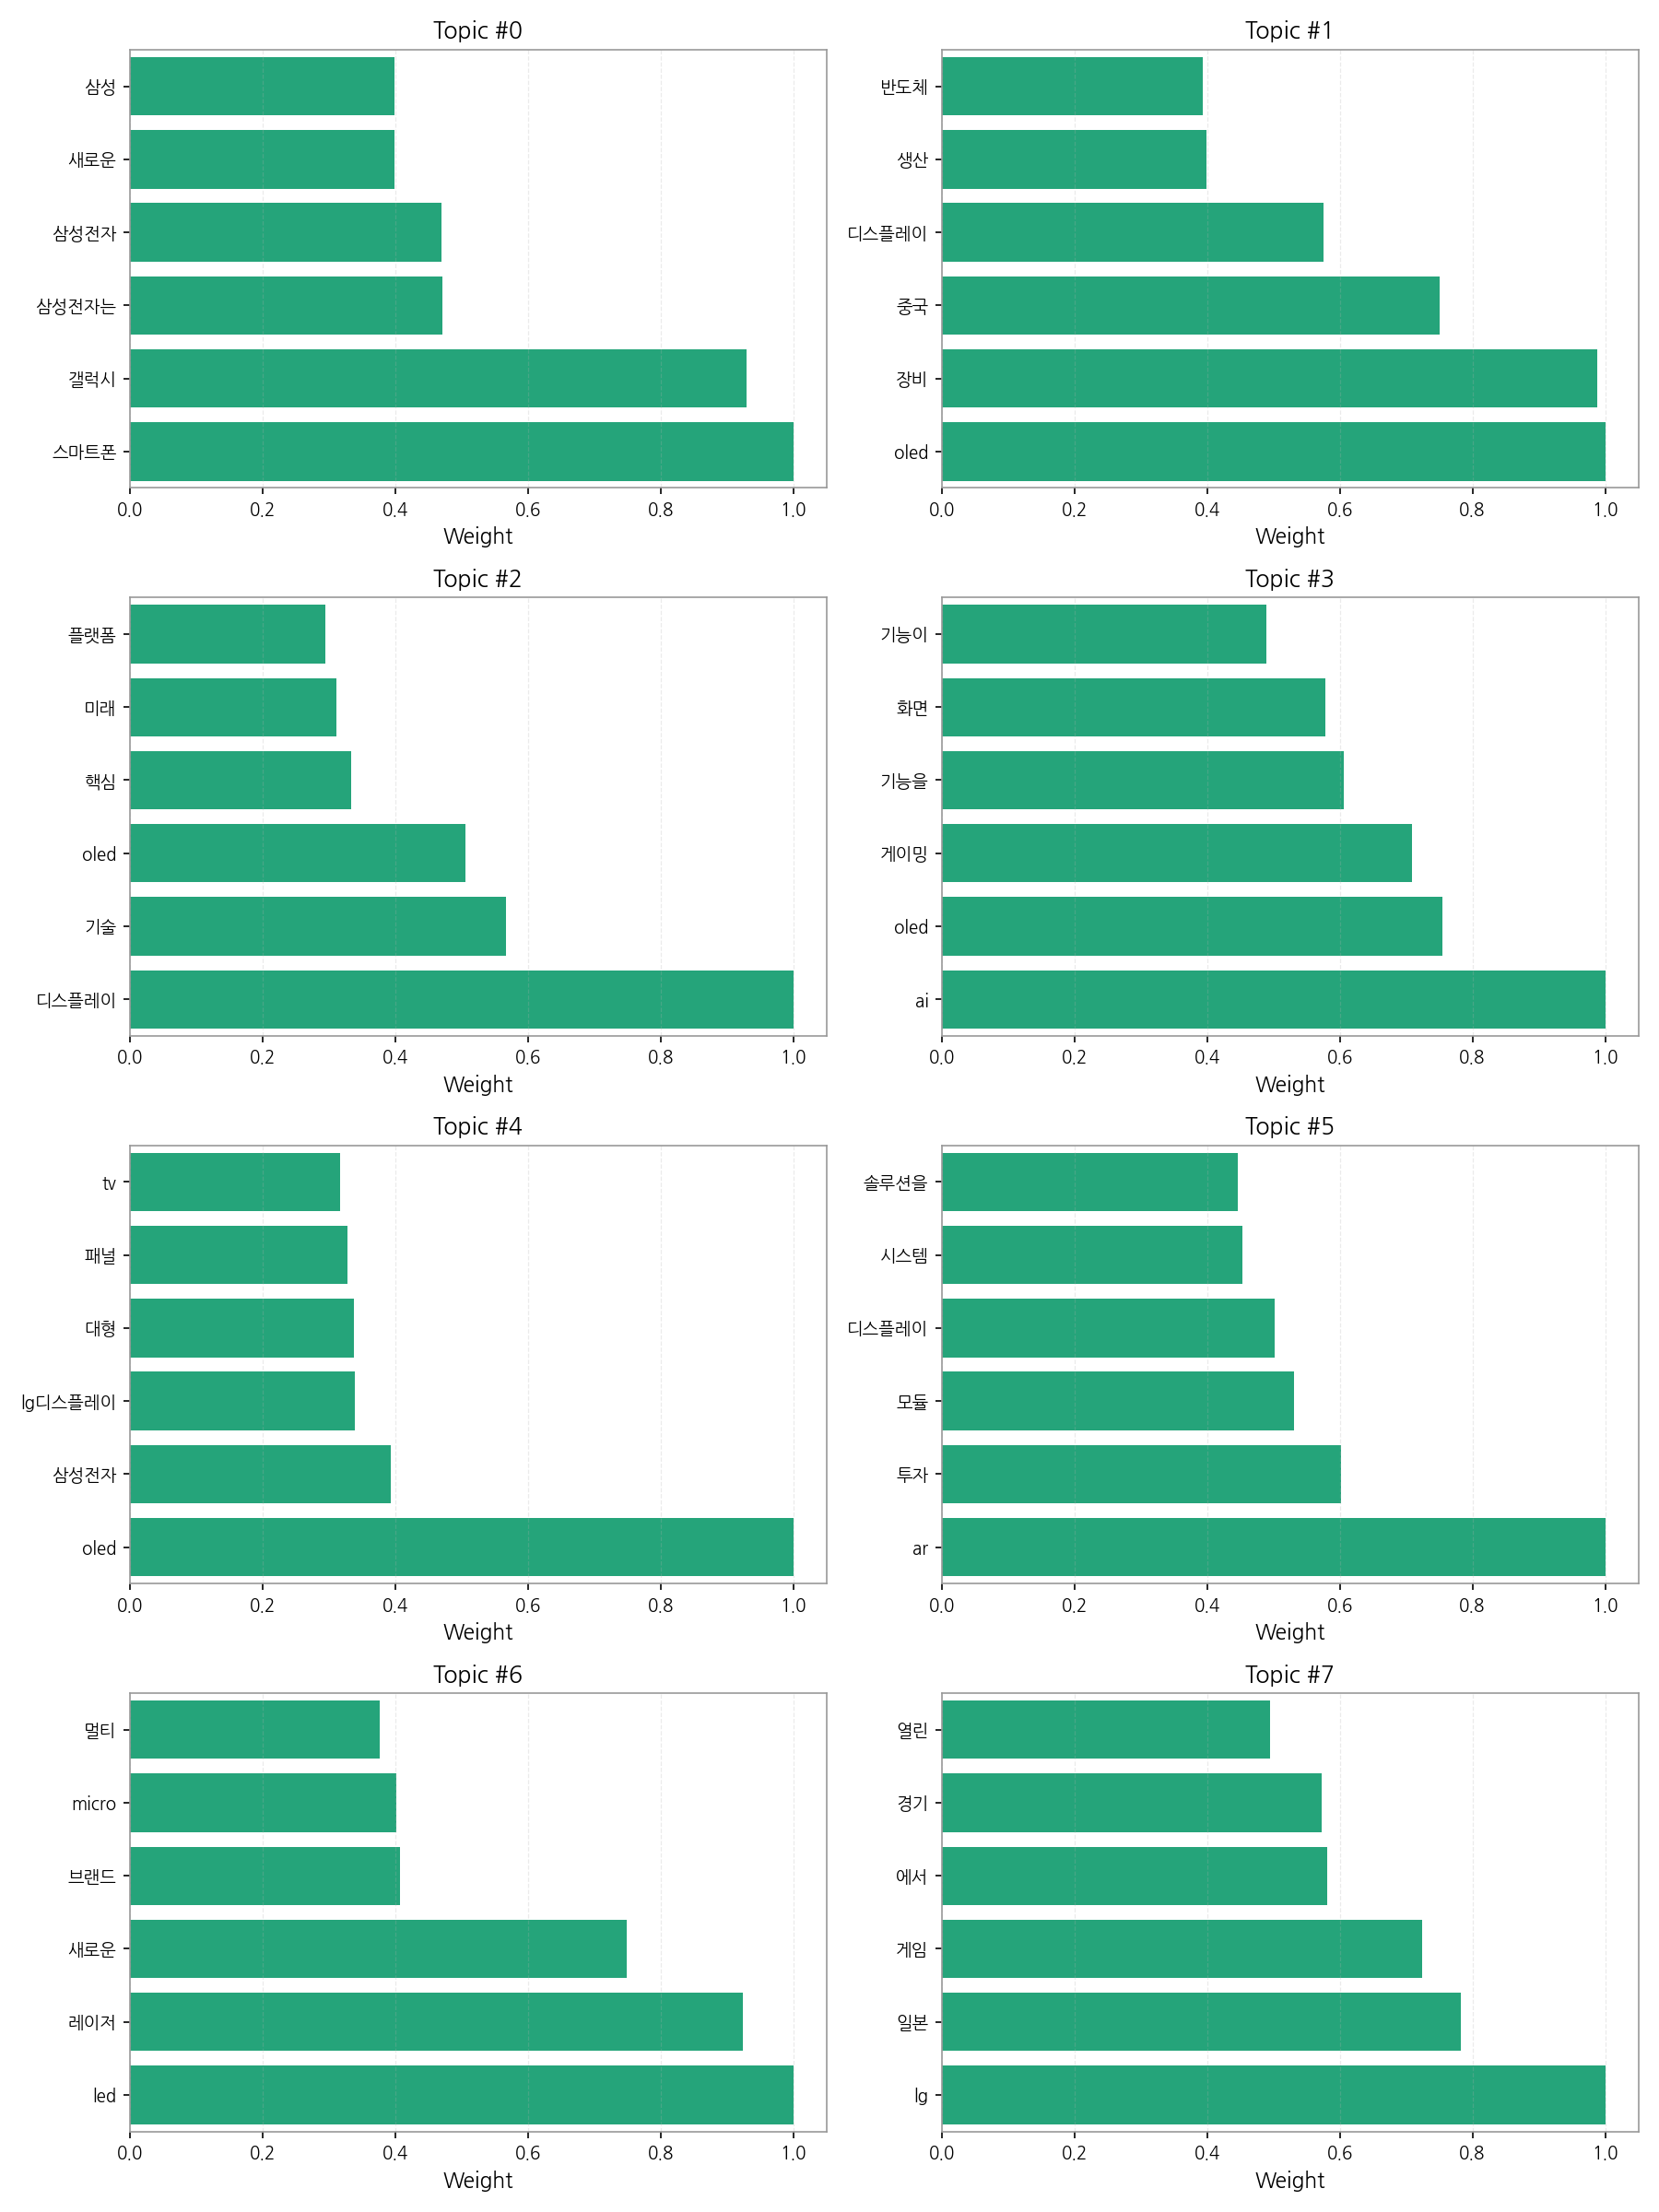 Topic #0
삼성
새로운
삼성전자
삼성전자는
갤럭시
스마트폰
0.0 0.2 0.4 0.6 0.8 1.0
Weight
Topic #1
반도체
생산
디스플레이
중국
장비
oled
0.0 0.2 0.4 0.6 0.8 1.0
Weight
Topic #2
플랫폼
미래
핵심
oled
기술
디스플레이
0.0 0.2 0.4 0.6 0.8 1.0
Weight
Topic #3
기능이
화면
기능을
게이밍
oled
ai
0.0 0.2 0.4 0.6 0.8 1.0
Weight
Topic #4
tv
패널
대형
lg디스플레이
삼성전자
oled
0.0 0.2 0.4 0.6 0.8 1.0
Weight
Topic #5
솔루션을
시스템
디스플레이
모듈
투자
ar
0.0 0.2 0.4 0.6 0.8 1.0
Weight
Topic #6
멀티
micro
브랜드
새로운
레이저
led
0.0 0.2 0.4 0.6 0.8 1.0
Weight
Topic #7
열린
경기
에서
게임
일본
lg
0.0 0.2 0.4 0.6 0.8 1.0
Weight